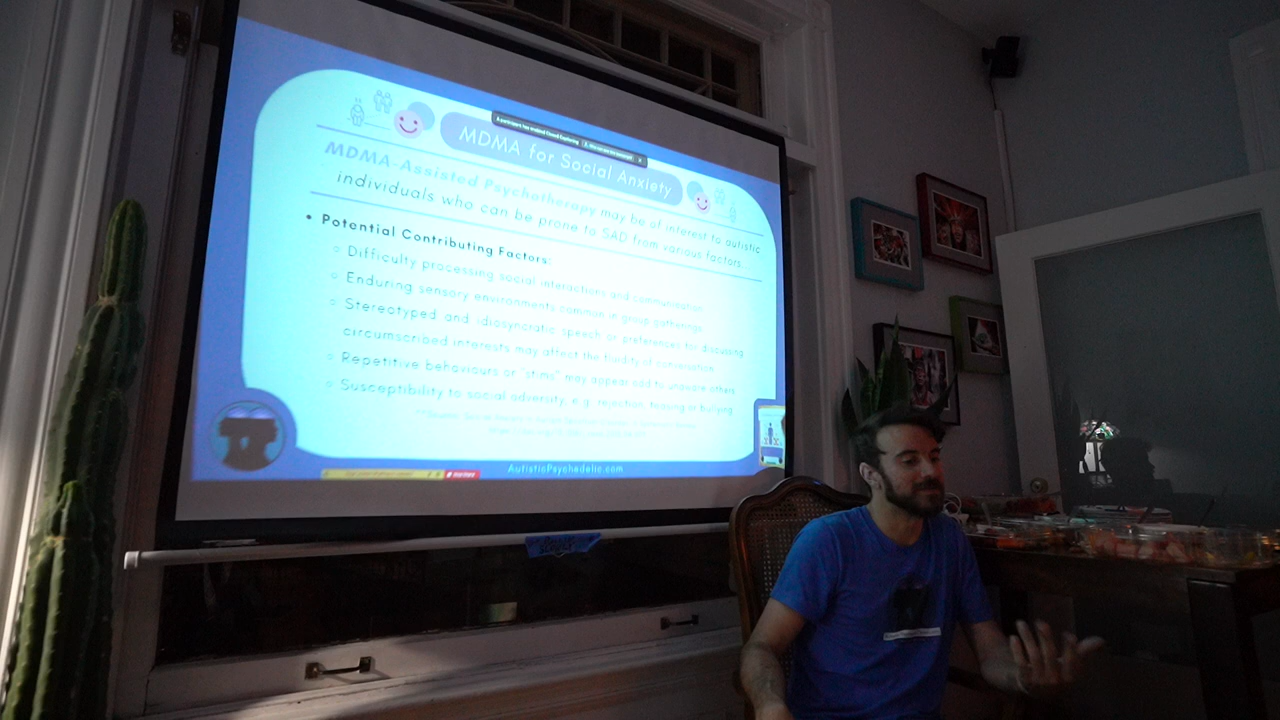 MDMA for Social Anxiety
MDMA-Assisted Psychotherapy may be of interest to autistic
individuals who can be prone to SAD from various factors...
• Potential Contributing Factors:
○ Difficulty processing social interactions and communication
○ Enduring sensory environments common in group gatherings
○ Stereotyped and idiosyncratic speech or preferences for discussing
circumscribed interests may affect the fluidity of conversation
○ Repetitive behaviours or "stims" may appear odd to unaware others
○ Susceptibility to social adversity, e.g. rejection, teasing or bullying
AutisticPsychedelic.com